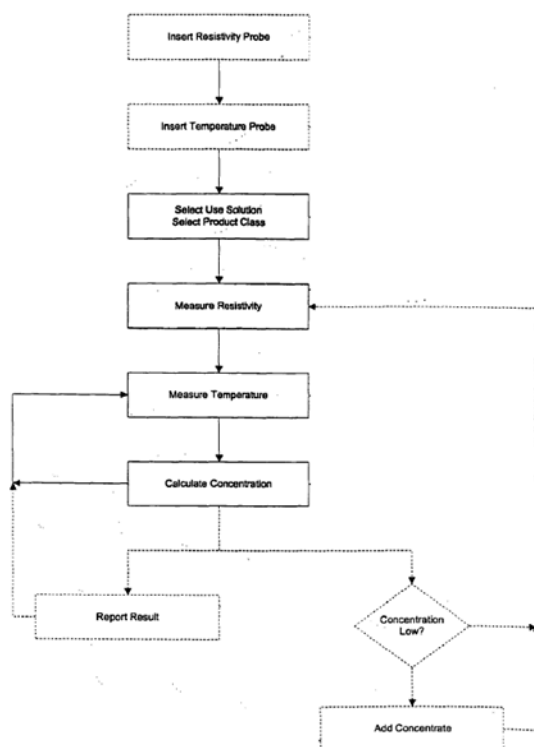 Insert Resistivity Probe
Insert Temperature Probe
Select Use Solution
Select Product Class
Measure Resistivity
Measure Temperature
Calculate Concentration
Report Result
Concentration
Low?
Add Concentrate